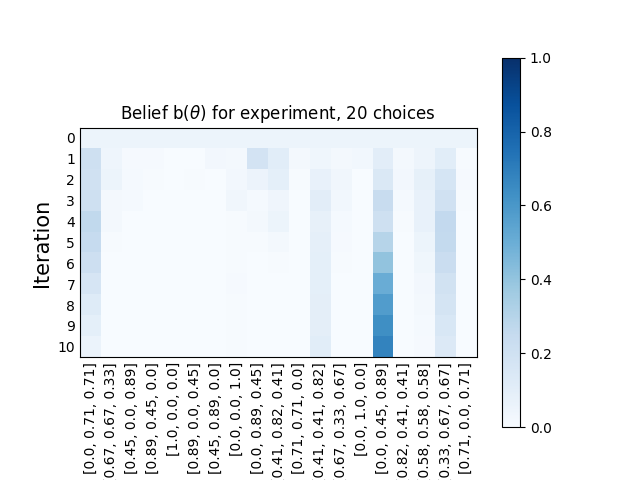 Belief b(θ) for experiment, 20 choices
Iteration
0
1
2
3
4
5
6
7
8
9
10
[0.0, 0.71, 0.71]
0.67, 0.67, 0.33]
[0.45, 0.0, 0.89]
[0.89, 0.45, 0.0]
[1.0, 0.0, 0.0]
[0.89, 0.0, 0.45]
[0.45, 0.89, 0.0]
[0.0, 0.0, 1.0]
[0.0, 0.89, 0.45]
0.41, 0.82, 0.41]
[0.71, 0.71, 0.0]
0.41, 0.41, 0.82]
0.67, 0.33, 0.67]
[0.0, 1.0, 0.0]
[0.0, 0.45, 0.89]
0.82, 0.41, 0.41]
0.58, 0.58, 0.58]
0.33, 0.67, 0.67]
[0.71, 0.0, 0.71]
1.0
0.8
0.6
0.4
0.2
0.0